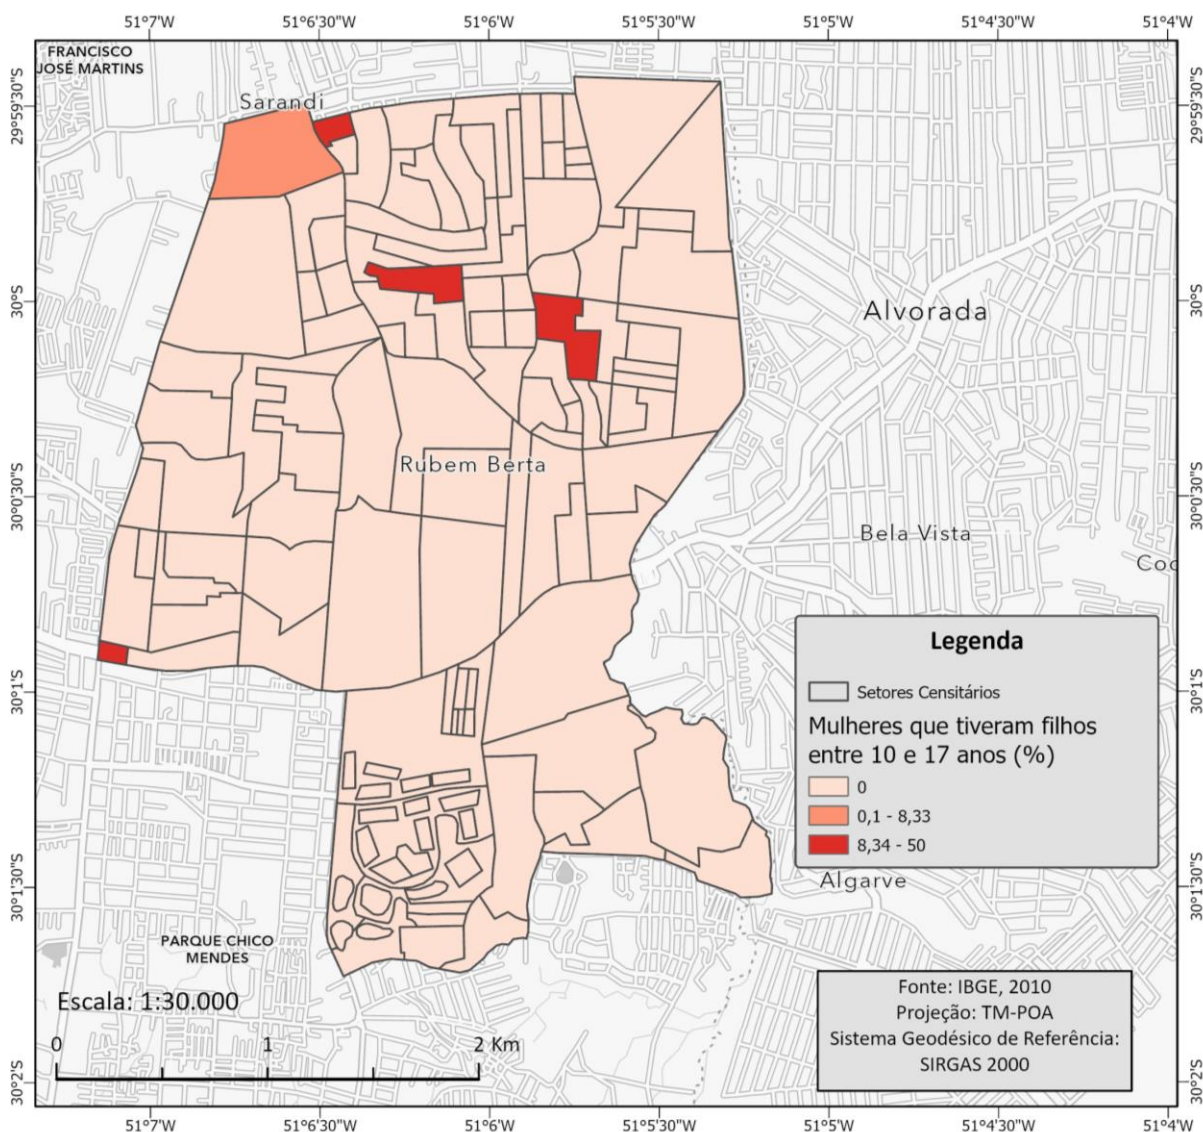 51°7'W 51°6'30"W 51°6'W 51°5'30"W 51°5'W 51°4'30"W 51°4'W
FRANCISCO
JOSÉ MARTINS
Sarandi
29°59'30"S
29°59'30"S
30°S
30°S
Alvorada
Rubem Berta
30°0'30"S
30°0'30"S
Bela Vista
Coc
Legenda
Setores Censitários
Mulheres que tiveram filhos
entre 10 e 17 anos (%)
0
0,1 - 8,33
8,34 - 50
30°1'S
30°1'S
Algarve
30°1'30"S
30°1'30"S
PARQUE CHICO
MENDES
Escala: 1:30.000
0 1 2 Km
Fonte: IBGE, 2010
Projeção: TM-POA
Sistema Geodésico de Referência:
SIRGAS 2000
30°2'S
30°2'S
51°7'W 51°6'30"W 51°6'W 51°5'30"W 51°5'W 51°4'30"W 51°4'W